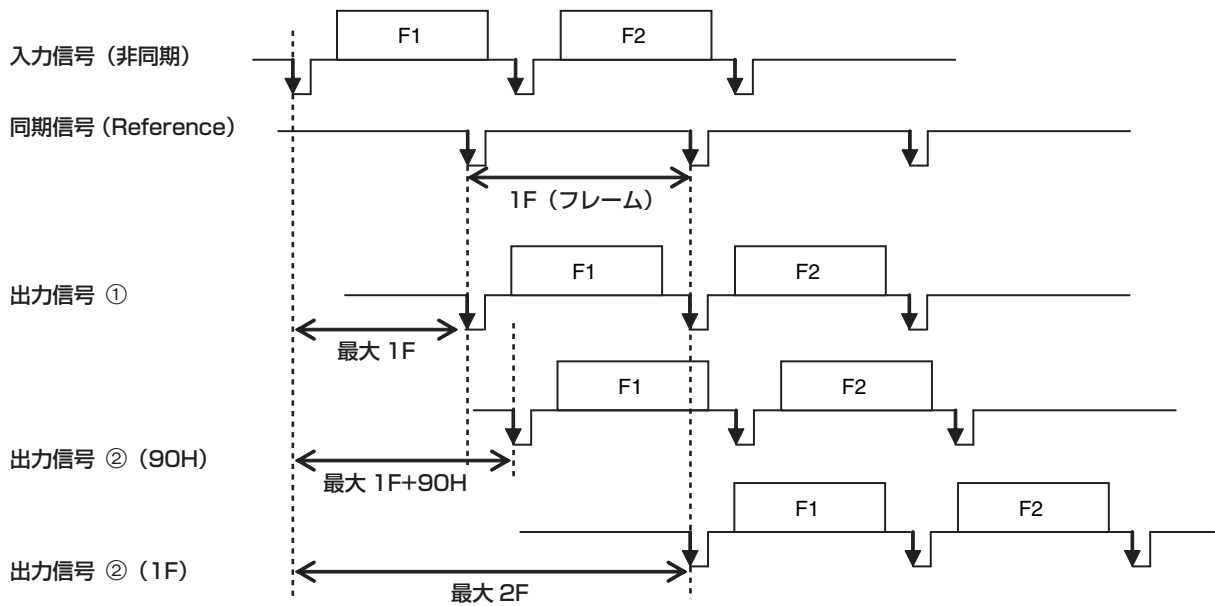 F1
F2
入力信号（非同期）
同期信号（Reference）
1F（フレーム）
F1
F2
出力信号 ①
最大 1F
F1
F2
出力信号 ②（90H）
最大 1F+90H
F1
F2
出力信号 ②（1F）
最大 2F